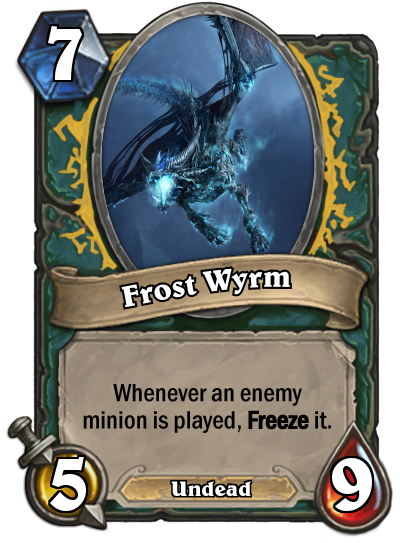 7
Frost Wyrm
Whenever an enemy
minion is played, Freeze it.
5
Undead
9